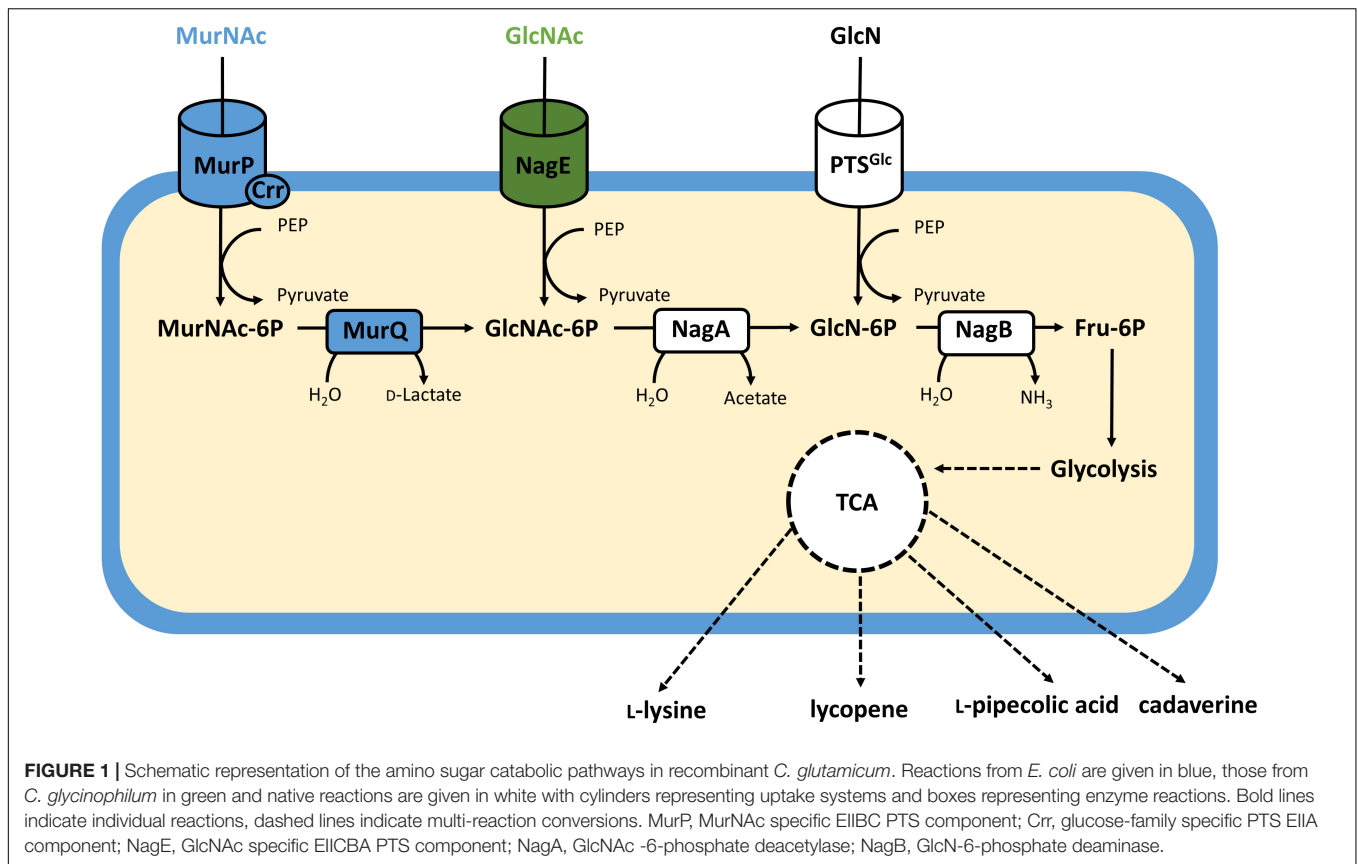 MurNAc GlcNAc GlcN
MurP NagE PTS^Glc
Crr
PEP PEP PEP
Pyruvate Pyruvate Pyruvate
MurNAc-6P MurQ GlcNAc-6P NagA GlcN-6P NagB Fru-6P
H₂O D-Lactate H₂O Acetate H₂O NH₃
Glycolysis
TCA
L-lysine lycopene L-pipecolic acid cadaverine
FIGURE 1 | Schematic representation of the amino sugar catabolic pathways in recombinant C. glutamicum. Reactions from E. coli are given in blue, those from
C. glycinophilum in green and native reactions are given in white with cylinders representing uptake systems and boxes representing enzyme reactions. Bold lines
indicate individual reactions, dashed lines indicate multi-reaction conversions. MurP, MurNAc specific EIIBC PTS component; Crr, glucose-family specific PTS EIIA
component; NagE, GlcNAc specific EIICBA PTS component; NagA, GlcNAc -6-phosphate deacetylase; NagB, GlcN-6-phosphate deaminase.